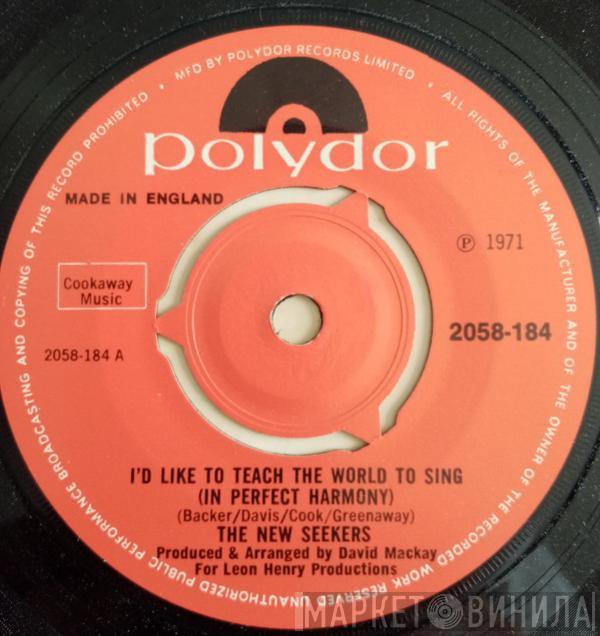 MFD BY POLYDOR RECORDS LIMITED • ALL RIGHTS OF THE MANUFACTURER AND OF THE OWNER OF THE RECORDED WORK RESERVED UNAUTHORIZED PUBLIC PERFORMANCE BROADCASTING AND COPYING OF THIS RECORD PROHIBITED •
polydor
MADE IN ENGLAND
℗ 1971
Cookaway
Music
2058-184
2058-184 A
I'D LIKE TO TEACH THE WORLD TO SING
(IN PERFECT HARMONY)
(Backer/Davis/Cook/Greenaway)
THE NEW SEEKERS
Produced & Arranged by David Mackay
For Leon Henry Productions
МАРКЕТ ВИНИЛА